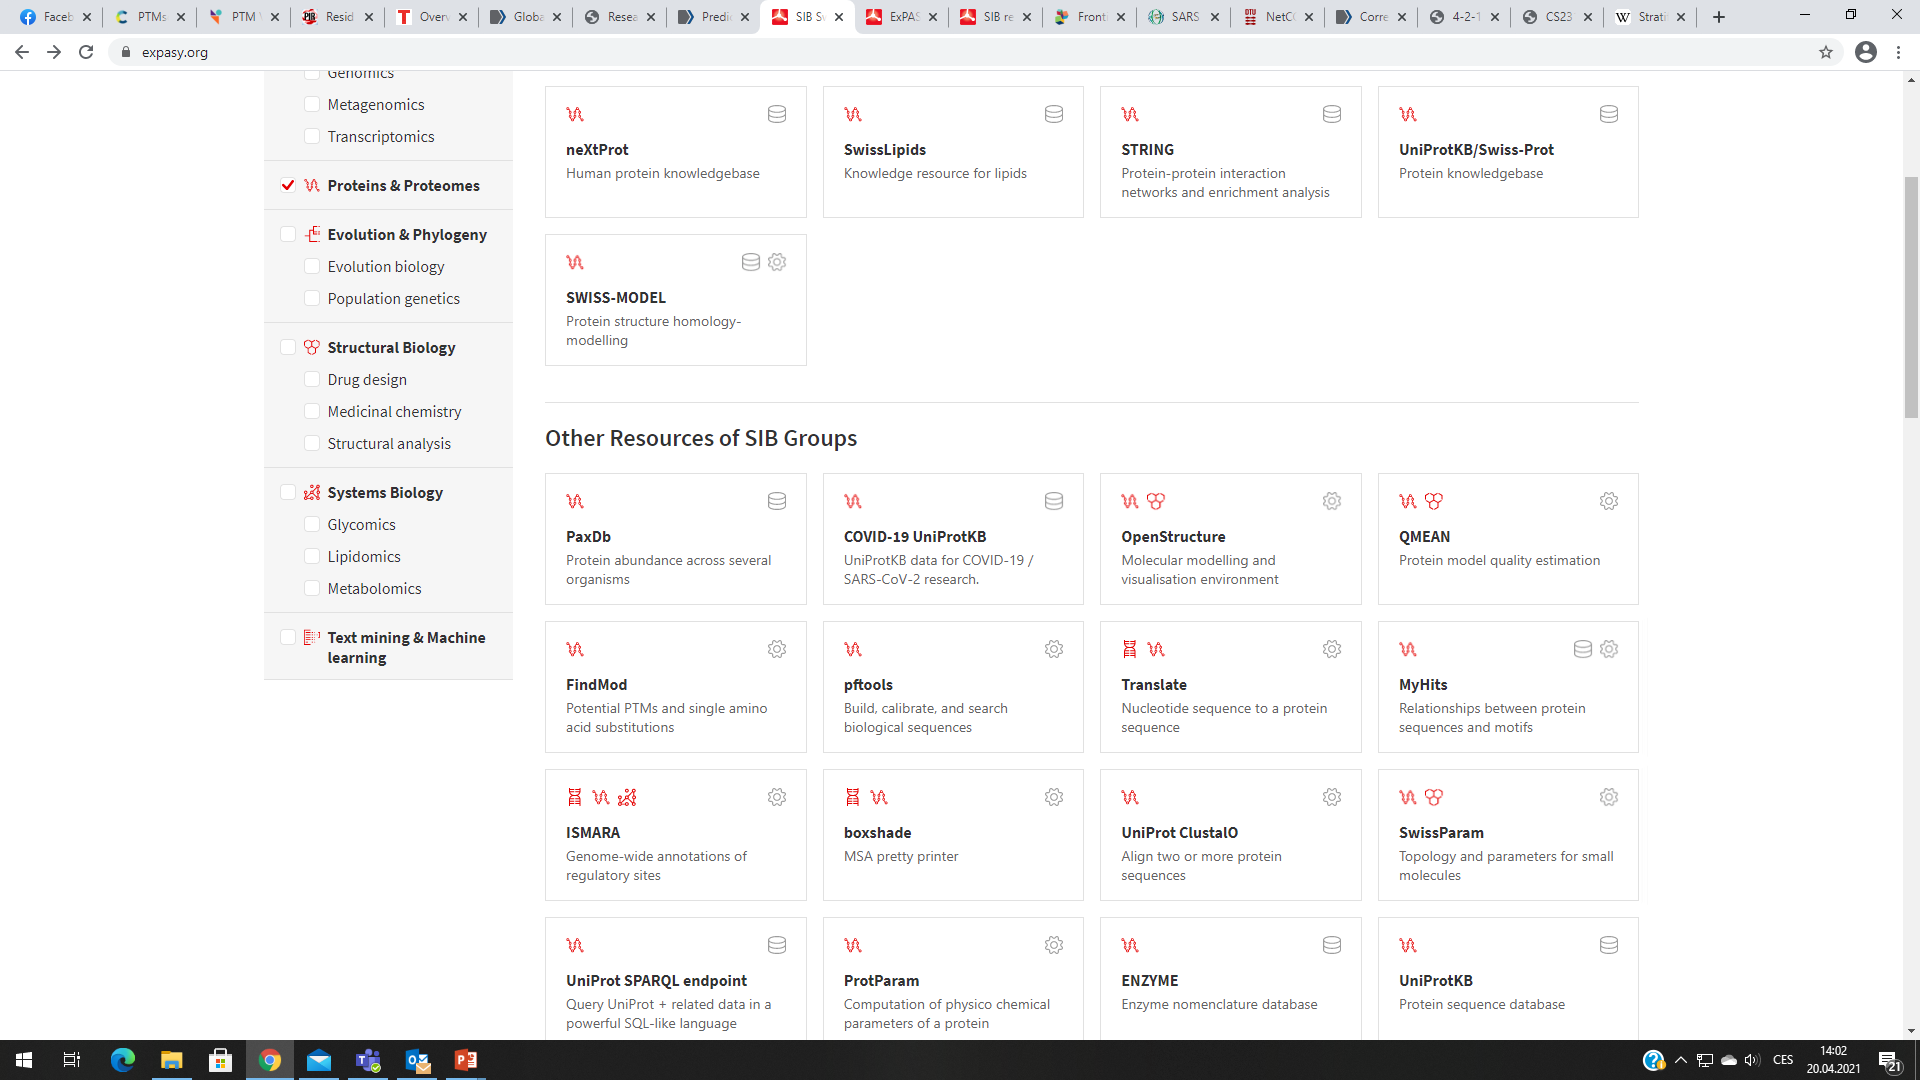 Faceb
PTMs
PTM
Resid
Overv
Globa
Resea
Predic
SIB Sv
ExPAS
SIB re
Fronti
SARS
NetCO
Corre
4-2-1
CS23
Strati
expasy.org
Genomics
Metagenomics
Transcriptomics
Proteins & Proteomes
Evolution & Phylogeny
Evolution biology
Population genetics
Structural Biology
Drug design
Medicinal chemistry
Structural analysis
Systems Biology
Glycomics
Lipidomics
Metabolomics
Text mining & Machine
learning
neXtProt
Human protein knowledgebase
SwissLipids
Knowledge resource for lipids
STRING
Protein-protein interaction
networks and enrichment analysis
UniProtKB/Swiss-Prot
Protein knowledgebase
SWISS-MODEL
Protein structure homology-
modelling
Other Resources of SIB Groups
PaxDb
Protein abundance across several
organisms
COVID-19 UniProtKB
UniProtKB data for COVID-19 /
SARS-CoV-2 research.
OpenStructure
Molecular modelling and
visualisation environment
QMEAN
Protein model quality estimation
FindMod
Potential PTMs and single amino
acid substitutions
pftools
Build, calibrate, and search
biological sequences
Translate
Nucleotide sequence to a protein
sequence
MyHits
Relationships between protein
sequences and motifs
ISMARA
Genome-wide annotations of
regulatory sites
boxshade
MSA pretty printer
UniProt ClustalO
Align two or more protein
sequences
SwissParam
Topology and parameters for small
molecules
UniProt SPARQL endpoint
Query UniProt + related data in a
powerful SQL-like language
ProtParam
Computation of physico chemical
parameters of a protein
ENZYME
Enzyme nomenclature database
UniProtKB
Protein sequence database
CES
14:02
20.04.2021
21